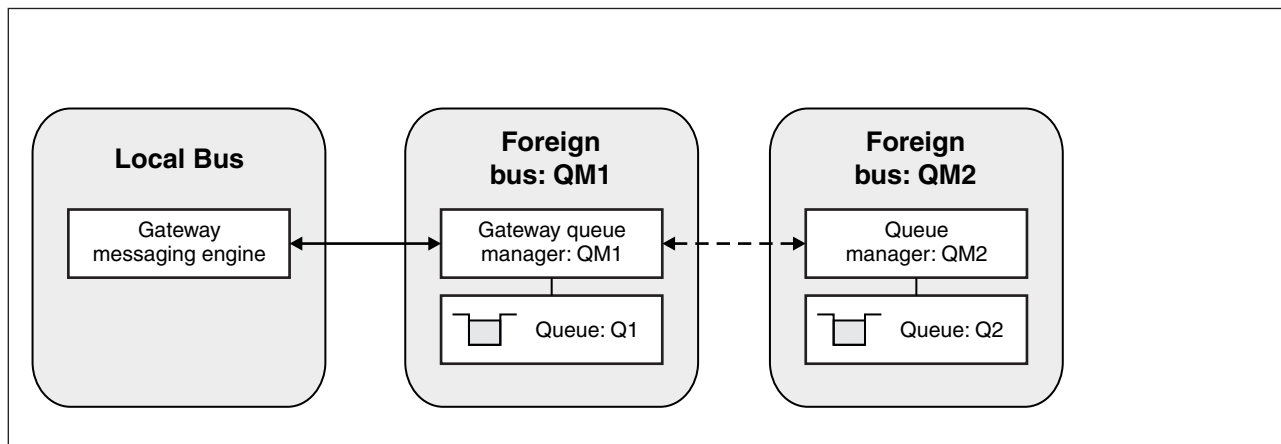 Local Bus
Gateway
messaging engine
Foreign
bus: QM1
Gateway queue
manager: QM1
Queue: Q1
Foreign
bus: QM2
Queue
manager: QM2
Queue: Q2